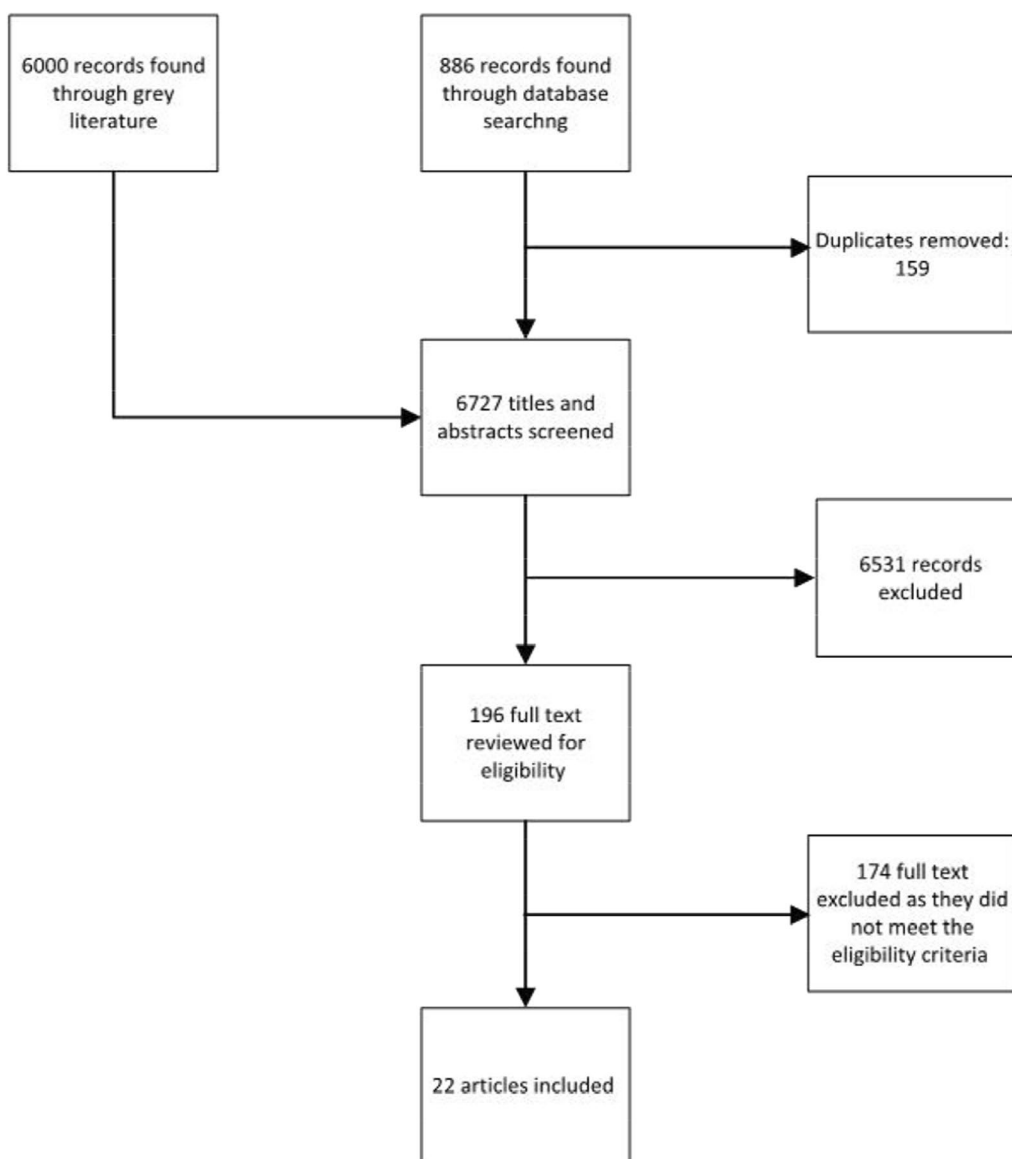 6000 records found
through grey
literature
886 records found
through database
searchng
Duplicates removed:
159
6727 titles and
abstracts screened
6531 records
excluded
196 full text
reviewed for
eligibility
174 full text
excluded as they did
not meet the
eligibility criteria
22 articles included